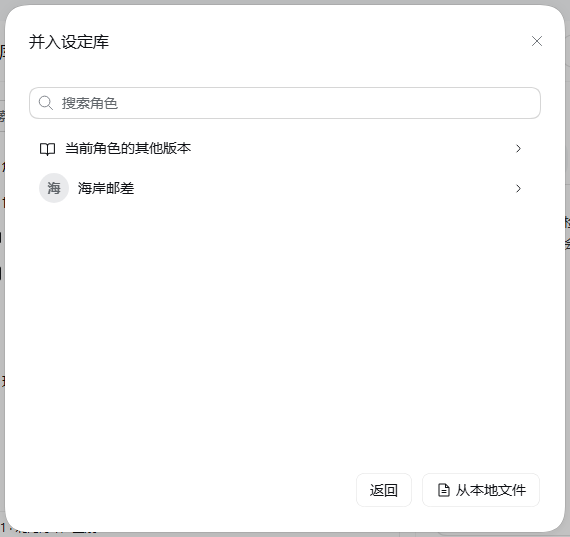 并入设定库
搜索角色
当前角色的其他版本
海 海岸邮差
返回 从本地文件